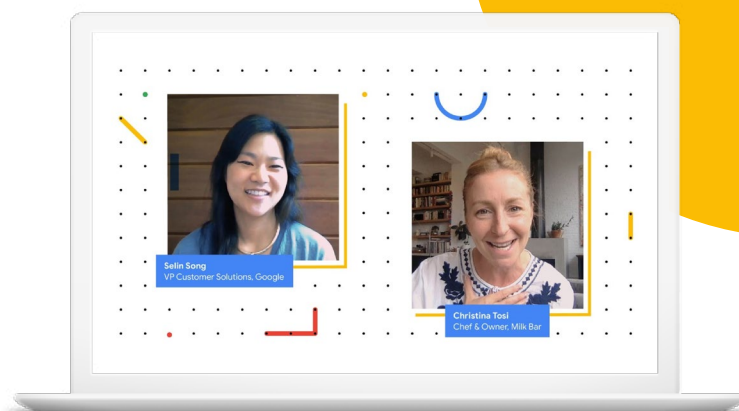 Selin Song
VP Customer Solutions, Google
Christina Tosi
Chef & Owner, Milk Bar